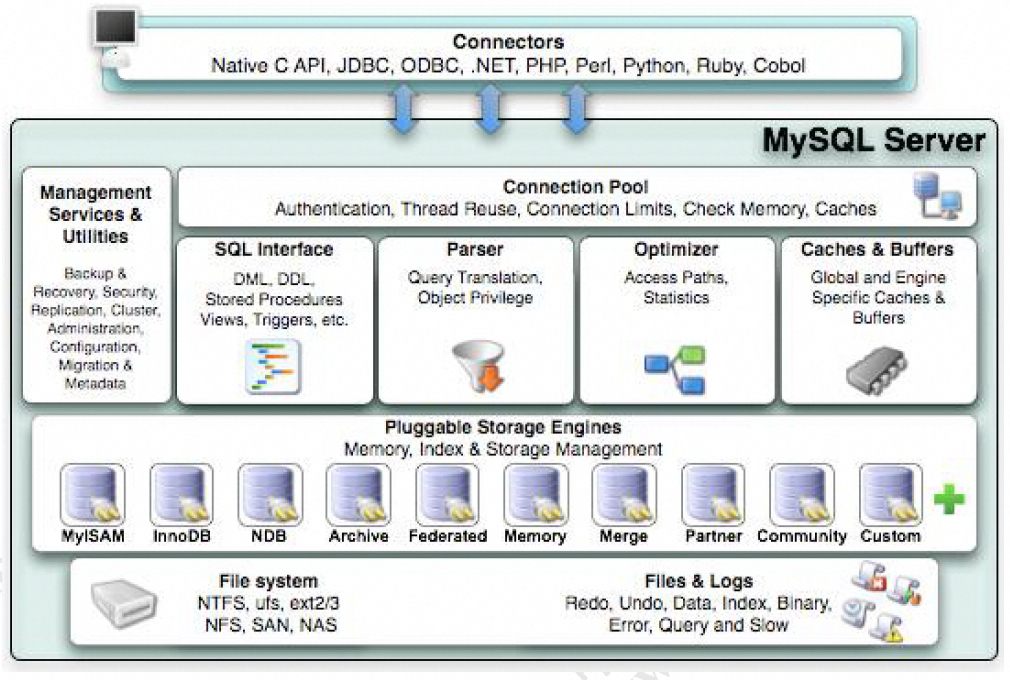 Connectors
Native C API, JDBC, ODBC, .NET, PHP, Perl, Python, Ruby, Cobol
MySQL Server
Management
Services &
Utilities
Backup &
Recovery, Security,
Replication, Cluster,
Administration,
Configuration,
Migration &
Metadata
Connection Pool
Authentication, Thread Reuse, Connection Limits, Check Memory, Caches
SQL Interface
DML, DDL,
Stored Procedures
Views, Triggers, etc.
Parser
Query Translation,
Object Privilege
Optimizer
Access Paths,
Statistics
Caches & Buffers
Global and Engine
Specific Caches &
Buffers
Pluggable Storage Engines
Memory, Index & Storage Management
MyISAM
InnoDB
NDB
Archive
Federated
Memory
Merge
Partner
Community
Custom
File system
NTFS, ufs, ext2/3
NFS, SAN, NAS
Files & Logs
Redo, Undo, Data, Index, Binary,
Error, Query and Slow